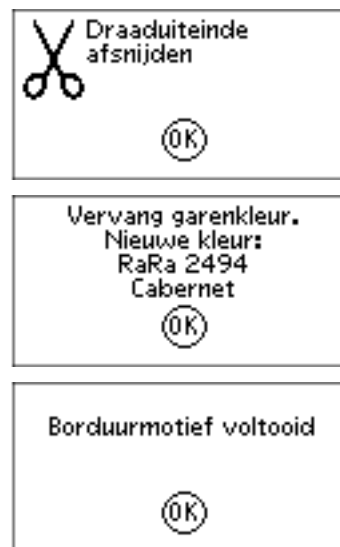 Draaduiteinde
afsnijden
OK
Vervang garenkleur.
Nieuwe kleur:
RaRa 2494
Cabernet
OK
Borduurmotief voltooid
OK